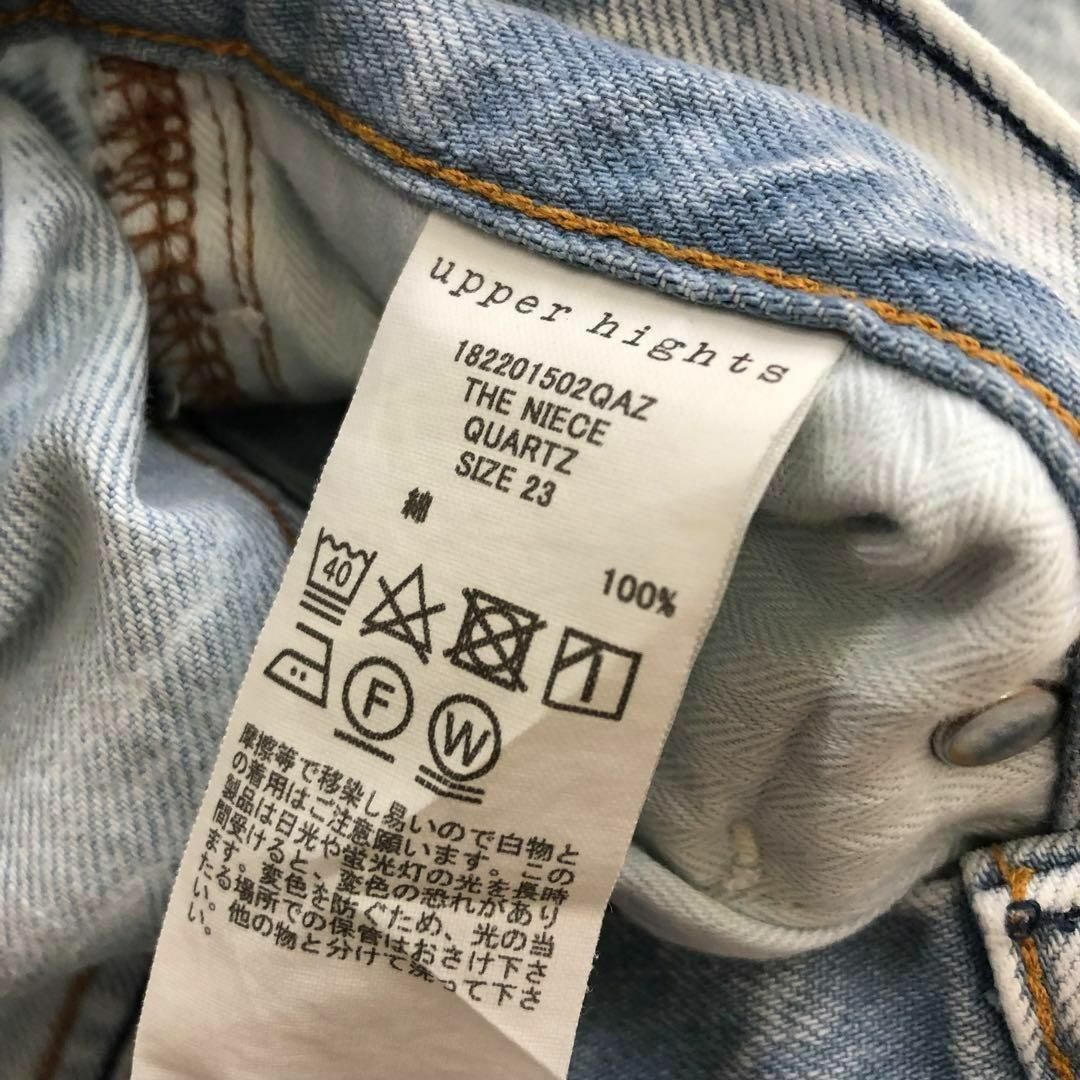 upper hights
182201502QAZ
THE NIECE
QUARTZ
SIZE 23
綿
100%
40
F
W
摩擦等で移染し易いので白物と
の着用はご注意願います。この
製品は日光や蛍光灯の光を長時
間受けると、変色の恐れがあり
ます。変色を防ぐため、光の当
たる場所での保管はおさけ下さ
い。他の物と分けて洗って下さ
い。